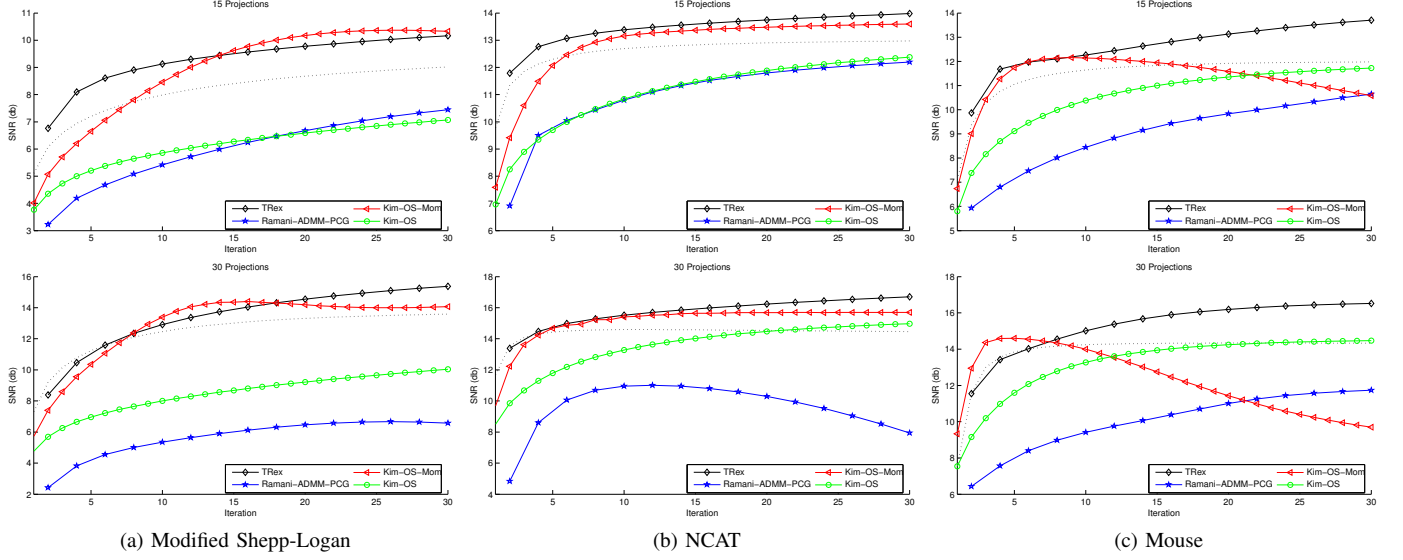 15 Projections
15 Projections
15 Projections
11
10
9
8
7
6
5
4
3
SNR (db)
5
10
15
20
25
30
Iteration
TRex
Ramani-ADMM-PCG
Kim-OS-Mom
Kim-OS
14
13
12
11
10
9
8
7
6
SNR (db)
5
10
15
20
25
30
Iteration
TRex
Ramani-ADMM-PCG
Kim-OS-Mom
Kim-OS
14
13
12
11
10
9
8
7
6
5
SNR (db)
5
10
15
20
25
30
Iteration
TRex
Ramani-ADMM-PCG
Kim-OS-Mom
Kim-OS
30 Projections
30 Projections
30 Projections
16
14
12
10
8
6
4
2
SNR (db)
5
10
15
20
25
30
Iteration
TRex
Ramani-ADMM-PCG
Kim-OS-Mom
Kim-OS
18
16
14
12
10
8
6
4
SNR (db)
5
10
15
20
25
30
Iteration
TRex
Ramani-ADMM-PCG
Kim-OS-Mom
Kim-OS
18
16
14
12
10
8
6
SNR (db)
5
10
15
20
25
30
Iteration
TRex
Ramani-ADMM-PCG
Kim-OS-Mom
Kim-OS
(a) Modified Shepp-Logan
(b) NCAT
(c) Mouse